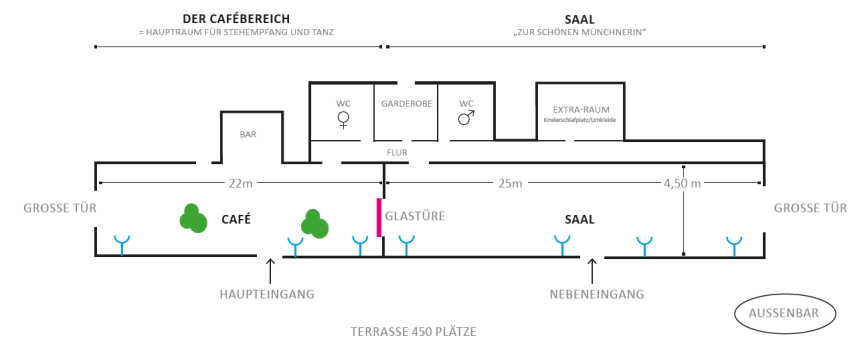 DER CAFÉBEREICH
= HAUPTRAUM FÜR STEHEMPFANG UND TANZ
SAAL
„ZUR SCHÖNEN MÜNCHNERIN“
WC
GARDEROBE
WC
EXTRA-RAUM
Kinderschlafplatz/Umkleide
BAR
FLUR
22m
25m
4,50 m
GROSSE TÜR
CAFÉ
GLASTÜRE
SAAL
GROSSE TÜR
HAUPTEINGANG
NEBENEINGANG
AUSSENBAR
TERRASSE 450 PLÄTZE